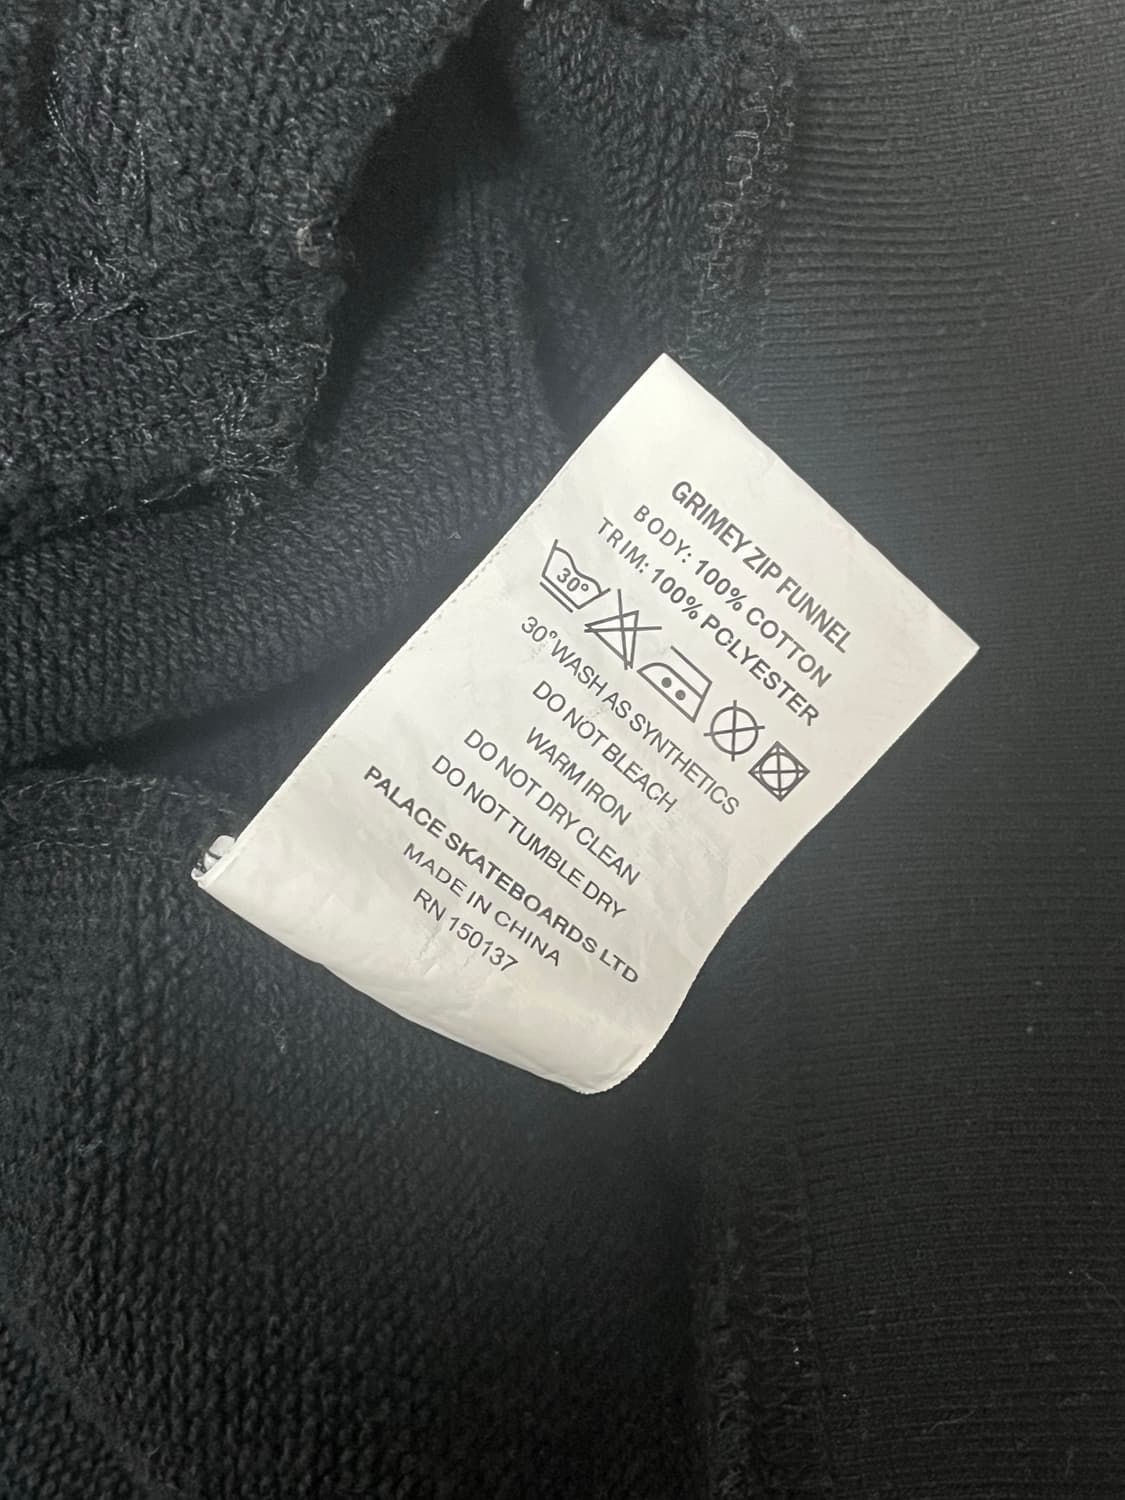 GRIMEY ZIP FUNNEL
BODY: 100% COTTON
TRIM: 100% PCLYESTER
30°
30° WASH AS SYNTHETICS
DO NOT BLEACH
WARM IRON
DO NOT DRY CLEAN
DO NOT TUMBLE DRY
PALACE SKATEBOARDS LTD
MADE IN CHINA
RN 150137